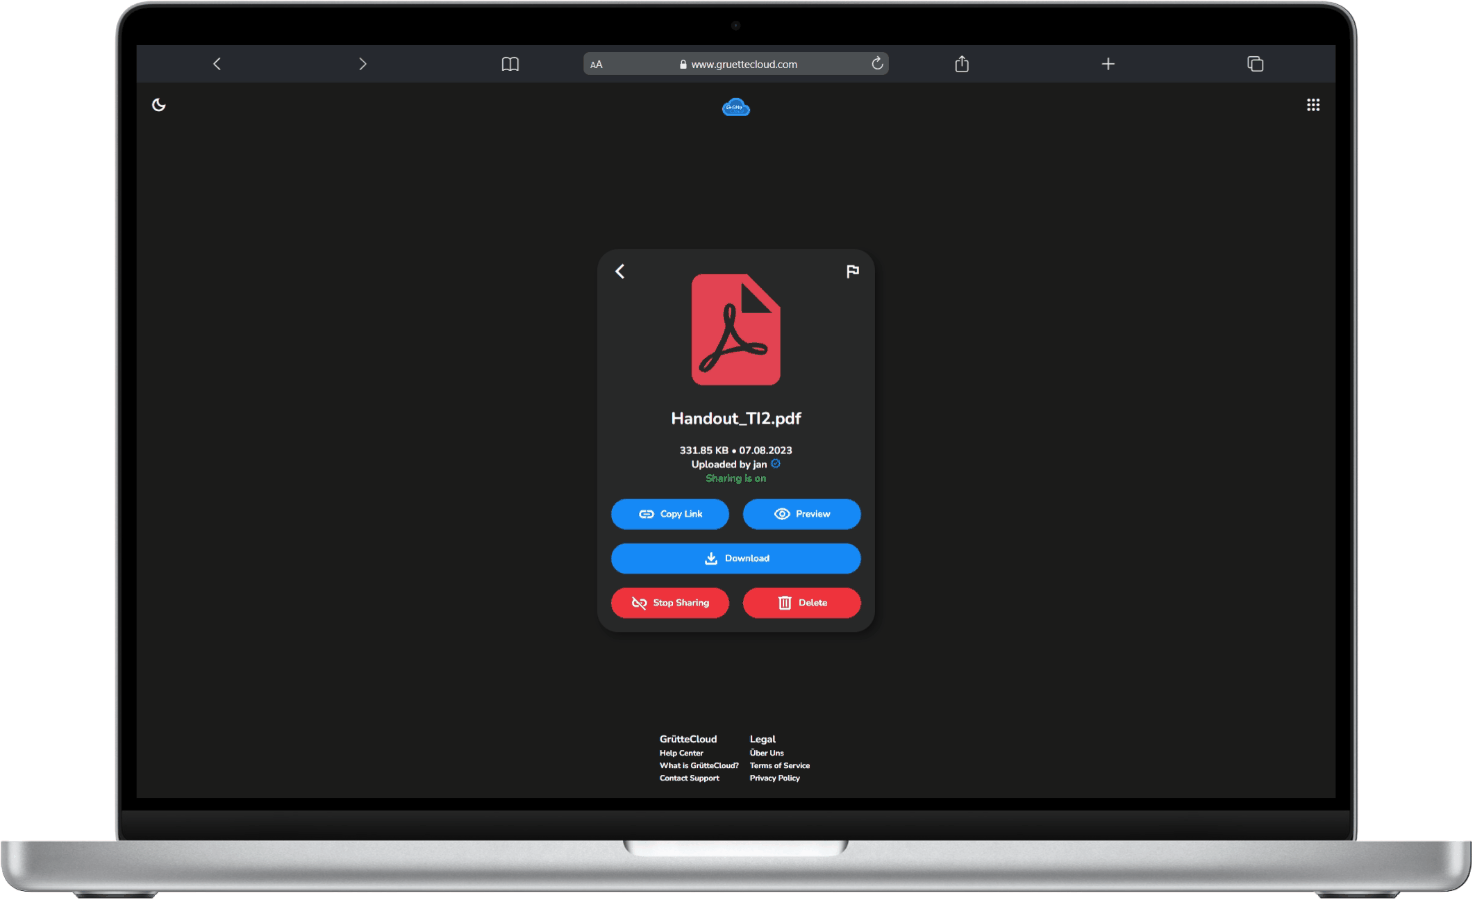 AA www.gruettecloud.com
Handout_TI2.pdf
331.85 KB • 07.08.2023
Uploaded by jan
Sharing is on
Copy Link
Preview
Download
Stop Sharing
Delete
GrütteCloud
Help Center
What is GrütteCloud?
Contact Support
Legal
Über Uns
Terms of Service
Privacy Policy